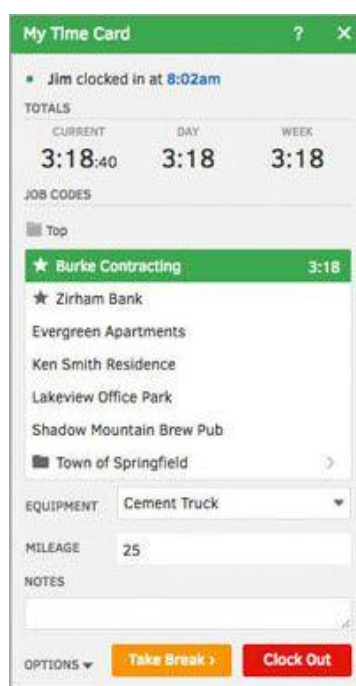 My Time Card ? ×
Jim clocked in at 8:02am
TOTALS
CURRENT DAY WEEK
3:18:40 3:18 3:18
JOB CODES
Top
★ Burke Contracting 3:18
★ Zirham Bank
Evergreen Apartments
Ken Smith Residence
Lakeview Office Park
Shadow Mountain Brew Pub
Town of Springfield >
EQUIPMENT Cement Truck
MILEAGE 25
NOTES
OPTIONS Take Break › Clock Out